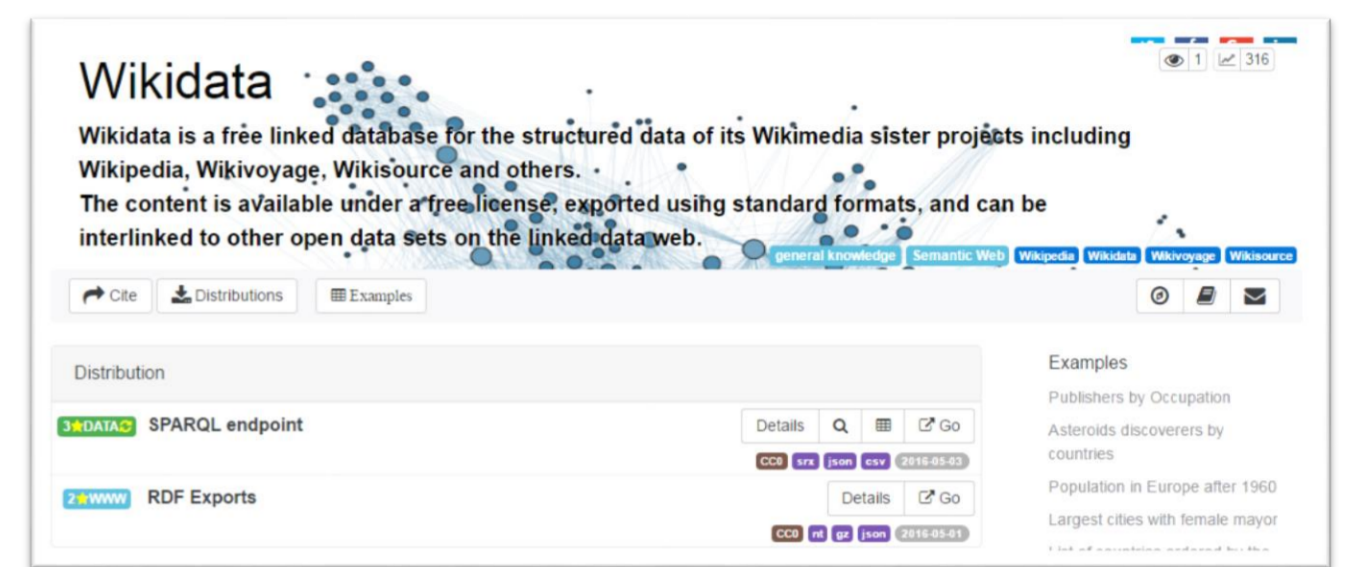 Wikidata
1 316
Wikidata is a free linked database for the structured data of its Wikimedia sister projects including
Wikipedia, Wikivoyage, Wikisource and others.
The content is available under a free license, exported using standard formats, and can be
interlinked to other open data sets on the linked data web.
general knowledge Semantic Web Wikipedia Wikidata Wikivoyage Wikisource
Cite Distributions Examples
Distribution
3★DATA SPARQL endpoint
Details Go
CC0 srx json csv 2016-05-03
2★WWW RDF Exports
Details Go
CC0 nt gz json 2016-05-01
Examples
Publishers by Occupation
Asteroids discoverers by
countries
Population in Europe after 1960
Largest cities with female mayor